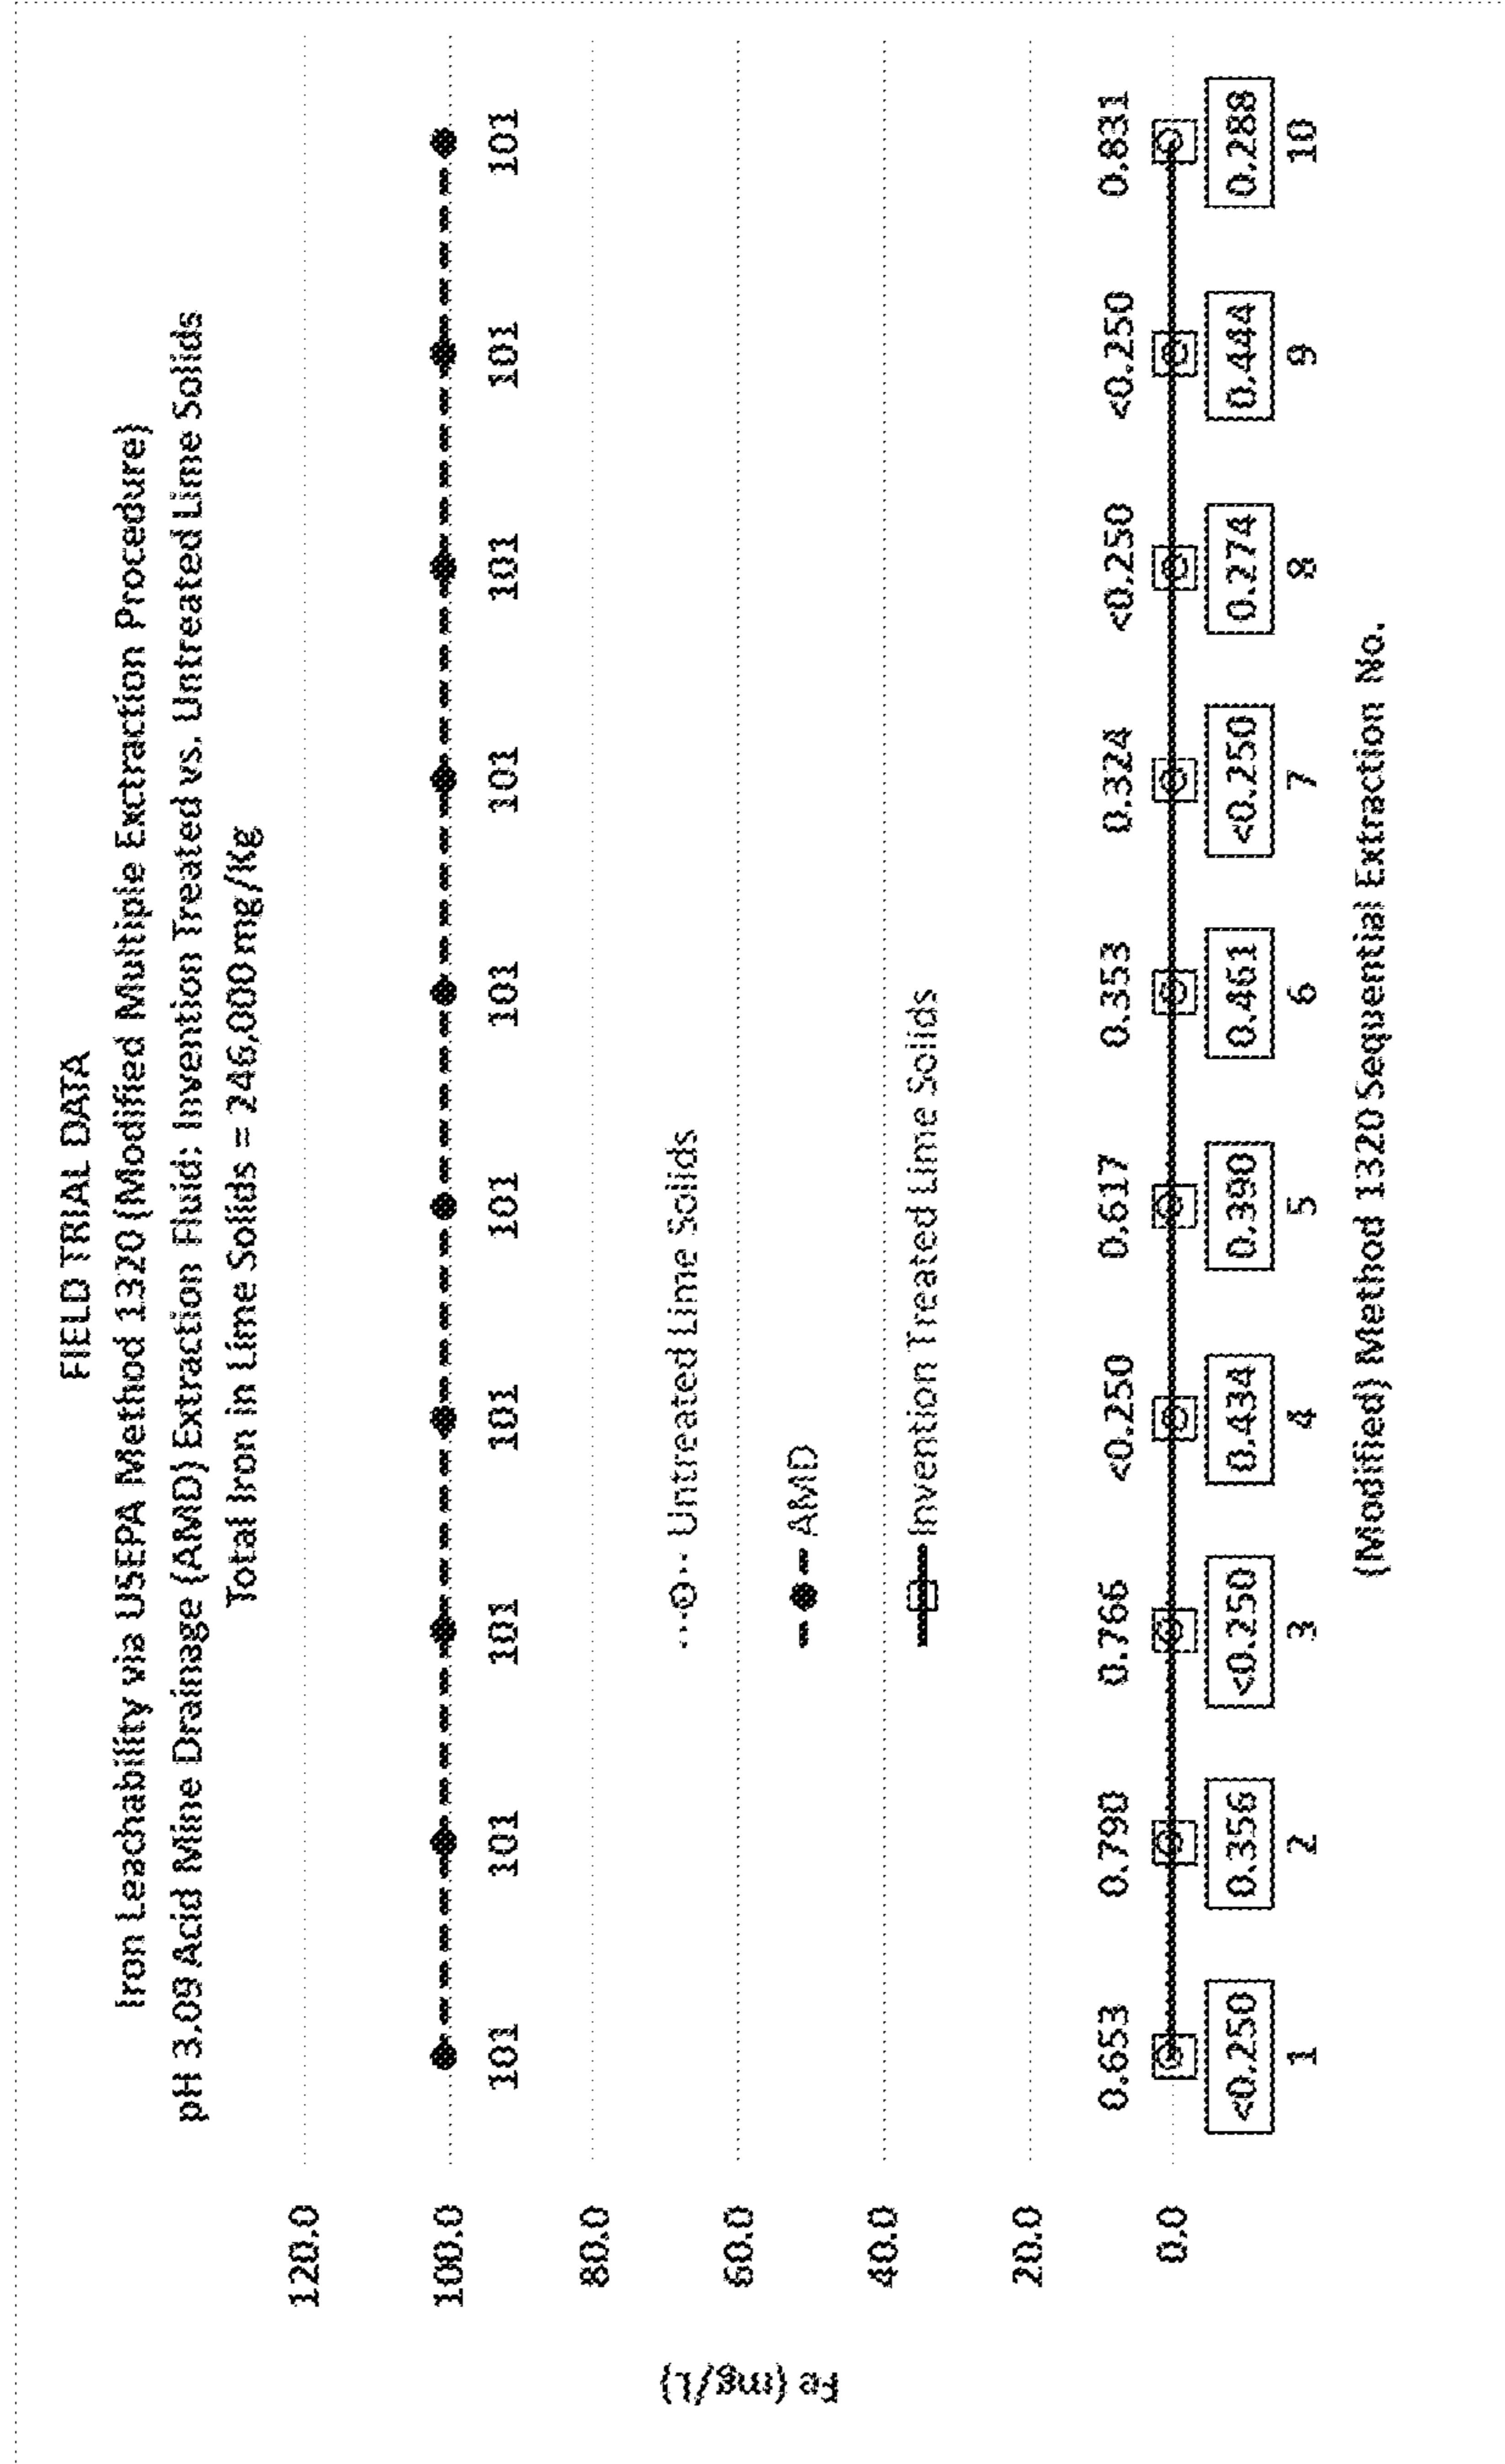 FIELD TRIAL DATA
Iron Leachability via USEPA Method 1320 (Modified Multiple Exctraction Procedure)
pH 3.09 Acid Mine Drainage (AMD) Extraction Fluid: Invention Treated vs. Untreated Lime Solids
Total Iron in Lime Solids = 246,000 mg/Kg
Fe (mg/L)
120.0
100.0
101 101 101 101 101 101 101 101 101 101
80.0
Untreated Lime Solids
60.0
AMD
40.0
Invention Treated Lime Solids
20.0
0.653 0.790 0.766 <0.250 0.617 0.353 0.324 <0.250 <0.250 0.831
0.0
<0.250 0.356 <0.250 0.434 0.390 0.461 <0.250 0.274 0.444 0.288
1 2 3 4 5 6 7 8 9 10
(Modified) Method 1320 Sequential Extraction No.